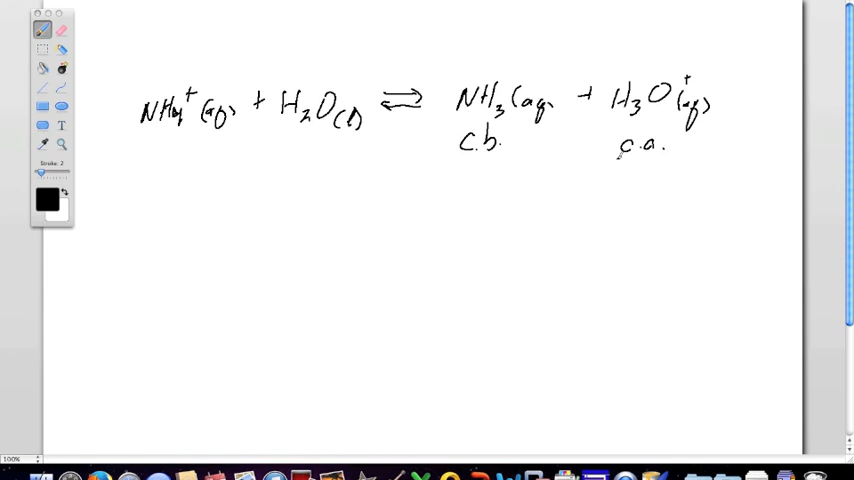 Stroke: 2
T
NH₄⁺(aq) + H₂O(l) ⇌ NH₃(aq) + H₃O⁺(aq)
c.b. c.a.
100%